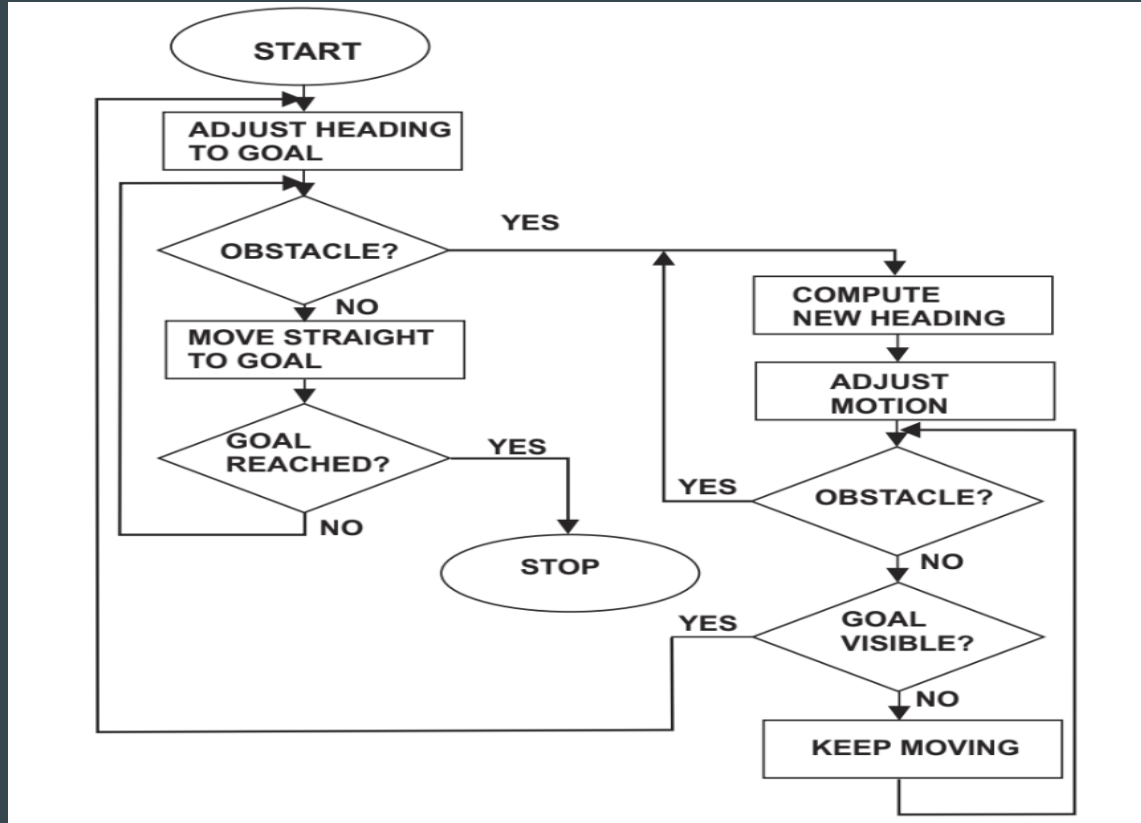 START
ADJUST HEADING
TO GOAL
OBSTACLE?
YES
NO
MOVE STRAIGHT
TO GOAL
GOAL
REACHED?
YES
NO
STOP
COMPUTE
NEW HEADING
ADJUST
MOTION
OBSTACLE?
YES
NO
GOAL
VISIBLE?
YES
NO
KEEP MOVING